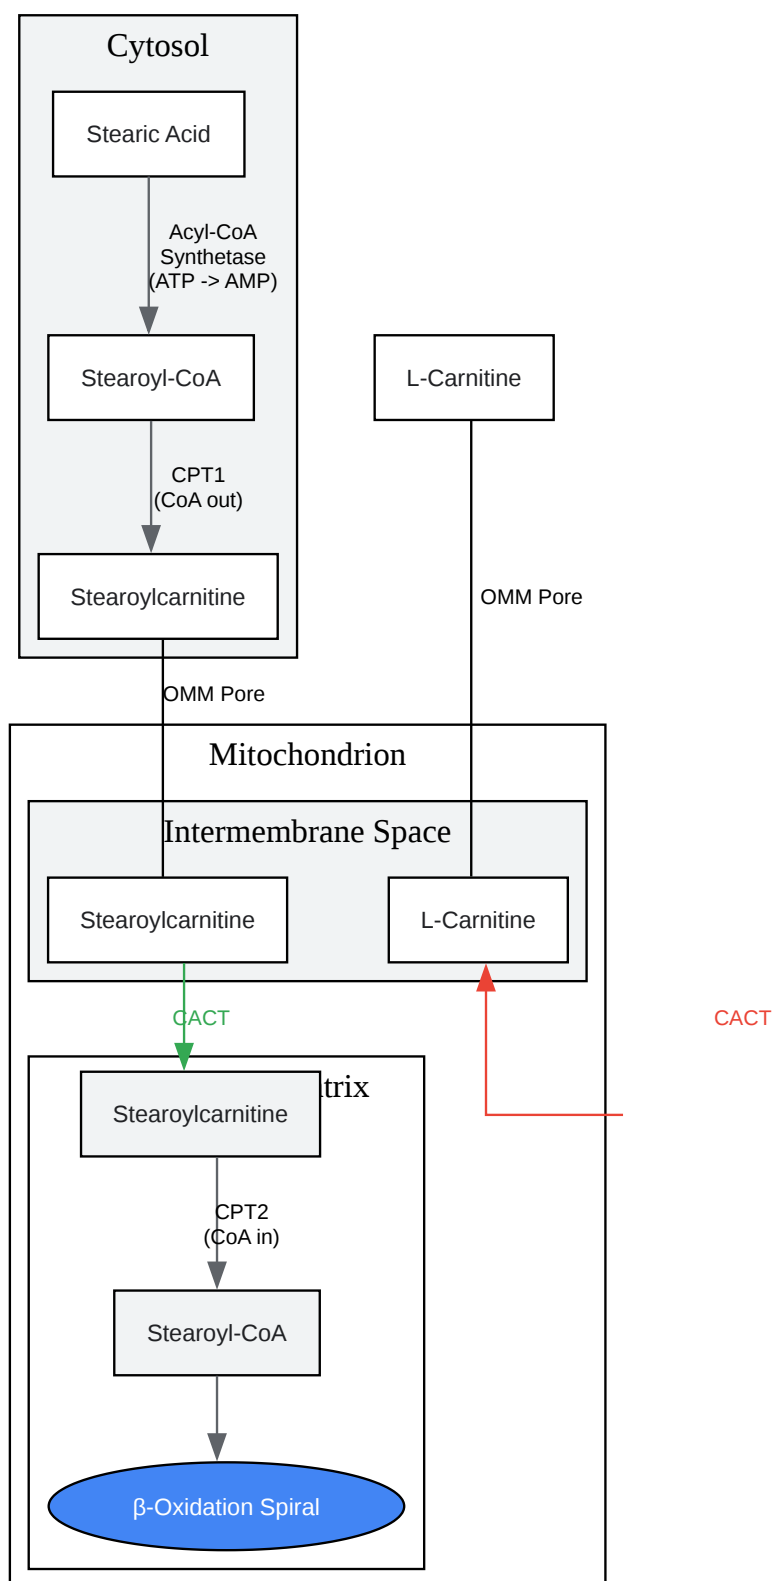 Cytosol
Stearic Acid
Acyl-CoA
Synthetase
(ATP -> AMP)
Stearoyl-CoA
L-Carnitine
CPT1
(CoA out)
Stearoylcarnitine
OMM Pore
OMM Pore
Mitochondrion
Intermembrane Space
Stearoylcarnitine
L-Carnitine
CACT
CACT
trix
Stearoylcarnitine
CPT2
(CoA in)
Stearoyl-CoA
β-Oxidation Spiral